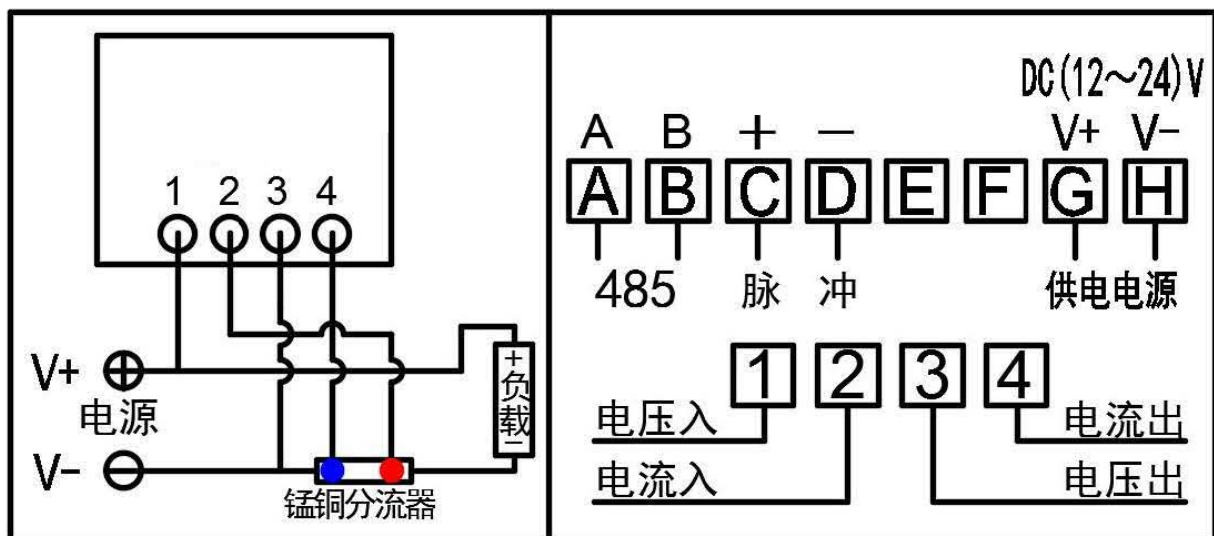 1 2 3 4
V+
电源
V-
+负载-
锰铜分流器
DC(12～24)V
A B + - V+ V-
A B C D E F G H
485 脉 冲 供电电源
1 2 3 4
电压入 电流出
电流入 电压出